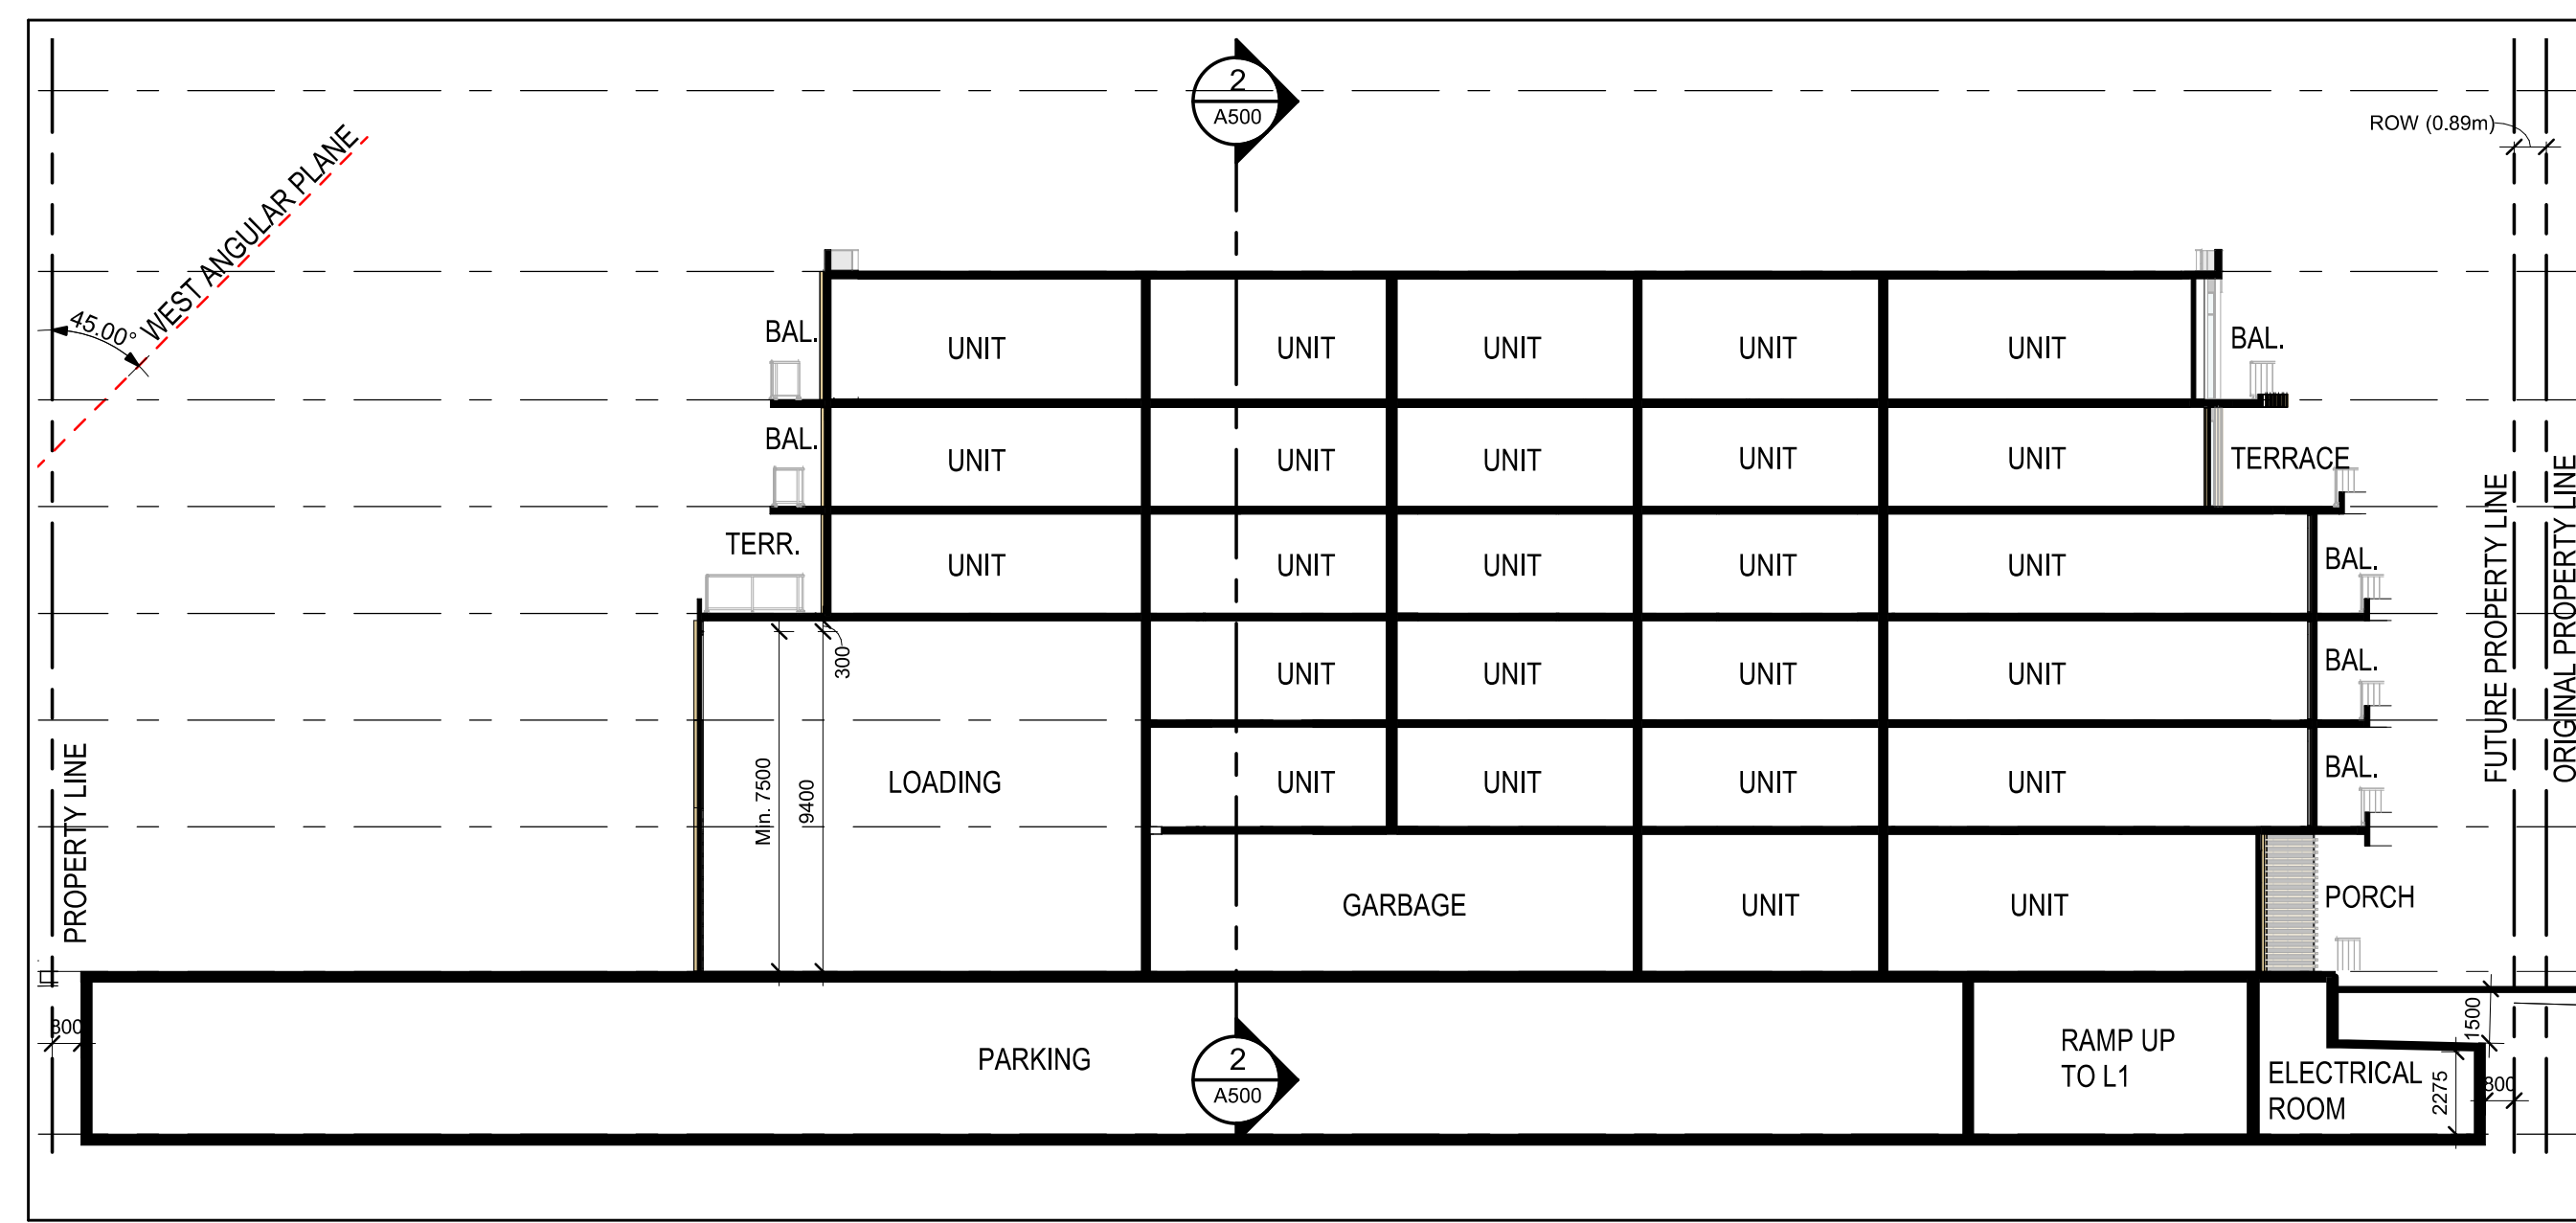 2
A500
ROW (0.89m)
WEST ANGULAR PLANE
45.00°
BAL.
UNIT
UNIT
UNIT
UNIT
UNIT
BAL.
BAL.
UNIT
UNIT
UNIT
UNIT
UNIT
TERRACE
TERR.
UNIT
UNIT
UNIT
UNIT
UNIT
BAL.
FUTURE PROPERTY LINE
ORIGINAL PROPERTY LINE
300
UNIT
UNIT
UNIT
UNIT
BAL.
PROPERTY LINE
Min. 7500
9400
LOADING
UNIT
UNIT
UNIT
UNIT
BAL.
GARBAGE
UNIT
UNIT
PORCH
800
PARKING
2
A500
RAMP UP
TO L1
ELECTRICAL
ROOM
1500
2275
800